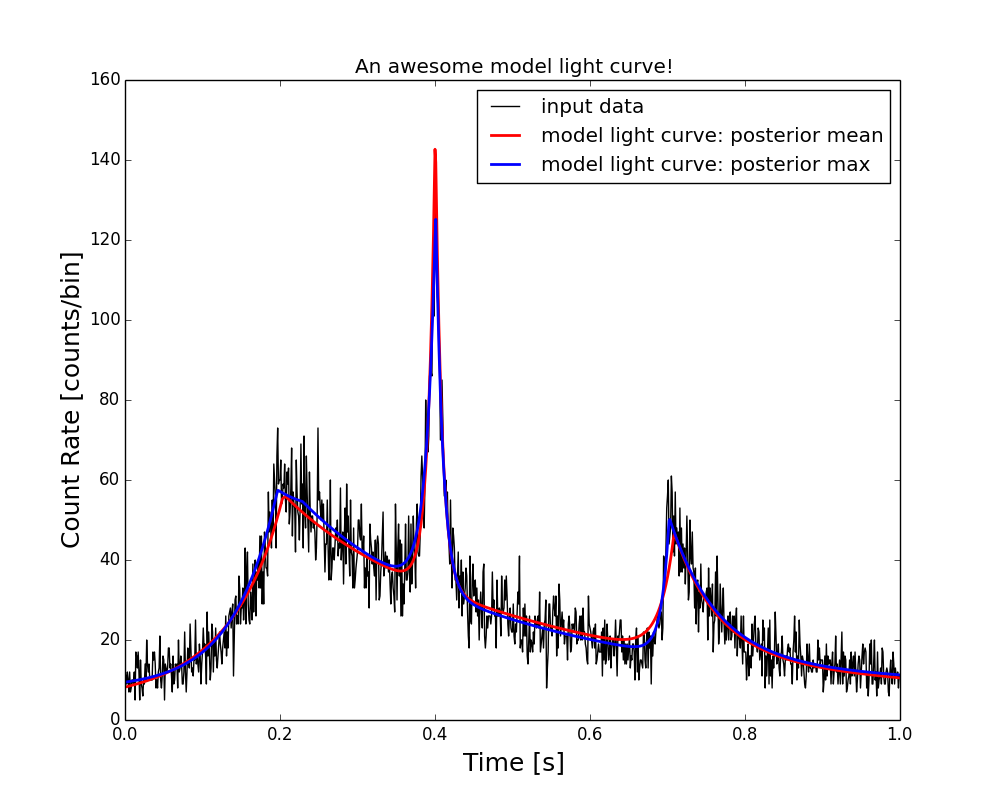 An awesome model light curve!
160
140
120
100
80
60
40
20
0
Count Rate [counts/bin]
input data
model light curve: posterior mean
model light curve: posterior max
0.0 0.2 0.4 0.6 0.8 1.0
Time [s]